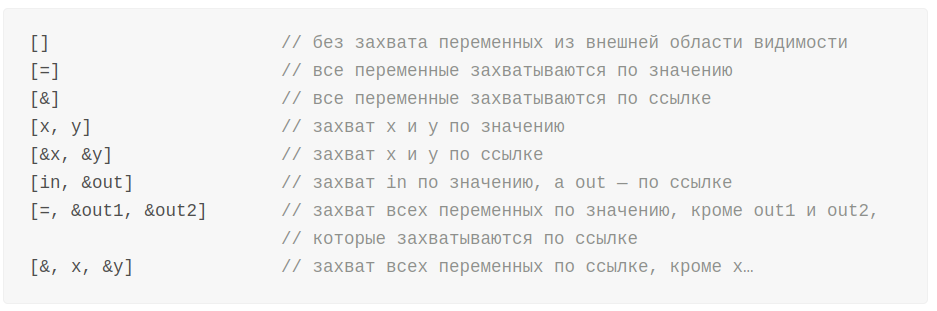 [] // без захвата переменных из внешней области видимости
[=] // все переменные захватываются по значению
[&] // все переменные захватываются по ссылке
[x, y] // захват x и y по значению
[&x, &y] // захват x и y по ссылке
[in, &out] // захват in по значению, а out — по ссылке
[=, &out1, &out2] // захват всех переменных по значению, кроме out1 и out2,
// которые захватываются по ссылке
[&, x, &y] // захват всех переменных по ссылке, кроме x…